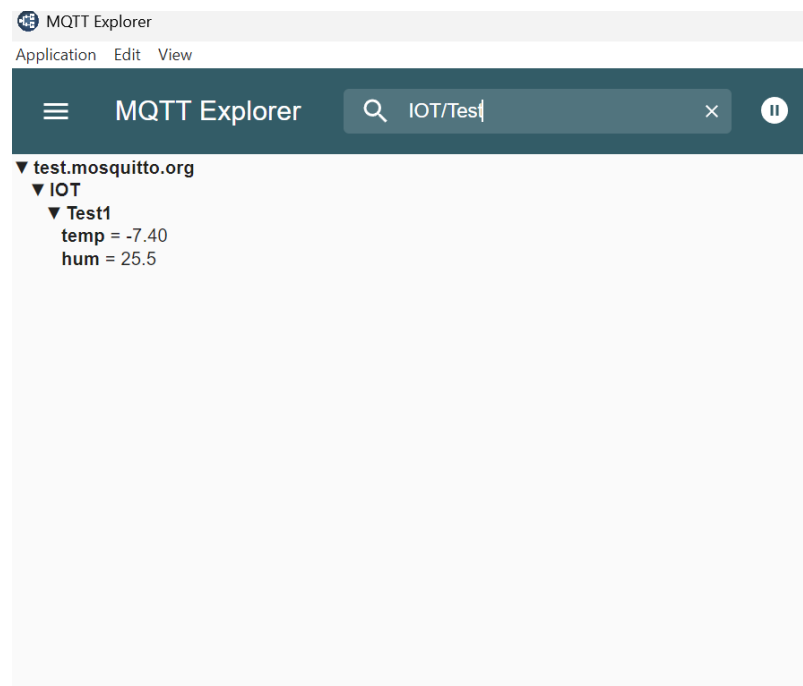 MQTT Explorer
Application Edit View
MQTT Explorer IOT/Test
test.mosquitto.org
IOT
Test1
temp = -7.40
hum = 25.5